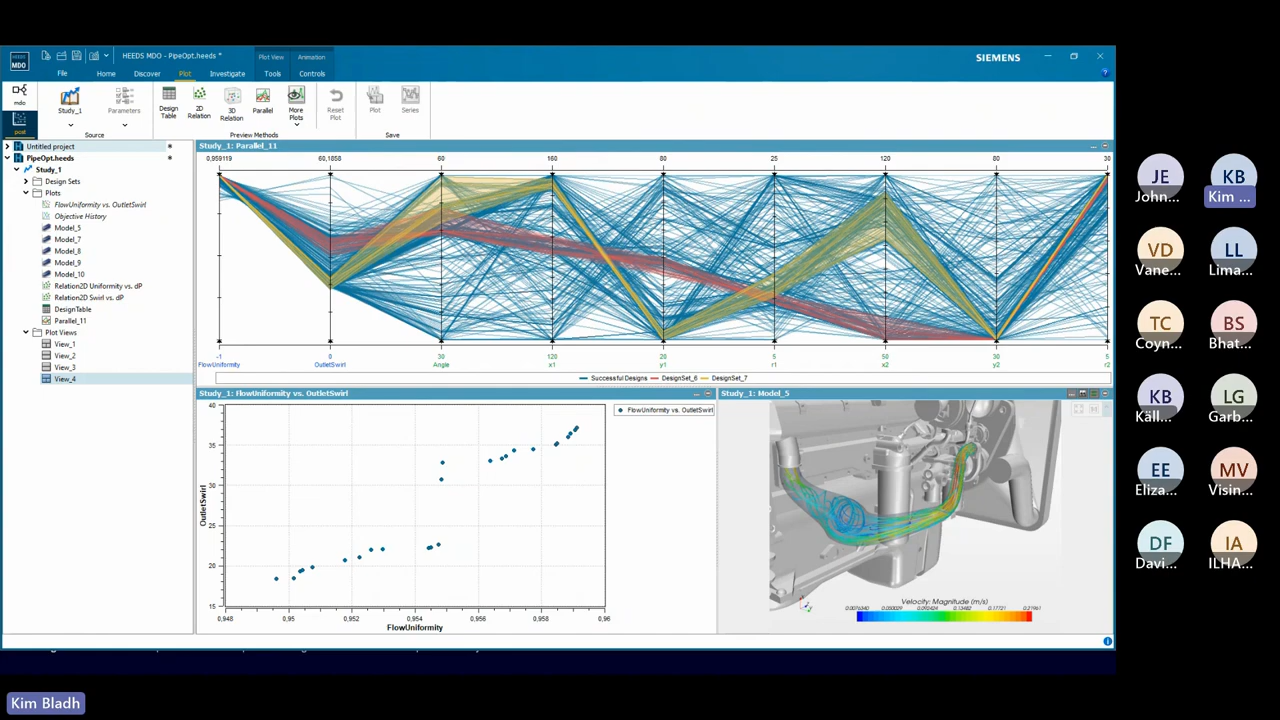 HEEDS MDO
HEEDS MDO - PipeOpt.heeds *
Plot View
Animation
SIEMENS
File
Home
Discover
Plot
Investigate
Tools
Controls
mdo
post
Study_1
Parameters
Source
Design Table
2D Relation
3D Relation
Parallel
More Plots
Preview Methods
Reset Plot
Plot
Series
Save
Untitled project
PipeOpt.heeds
Study_1
Design Sets
Plots
FlowUniformity vs. OutletSwirl
Objective History
Model_5
Model_7
Model_8
Model_9
Model_10
Relation2D Uniformity vs. dP
Relation2D Swirl vs. dP
DesignTable
Parallel_11
Plot Views
View_1
View_2
View_3
View_4
Study_1: Parallel_11
0,959119 60,1858 60 160 80 25 120 80 30
-1 0 30 120 20 5 50 30 5
FlowUniformity OutletSwirl Angle x1 y1 r1 x2 y2 r2
Successful Designs DesignSet_6 DesignSet_7
Study_1: FlowUniformity vs. OutletSwirl
FlowUniformity vs. OutletSwirl
40
35
30
25
20
15
OutletSwirl
0,948 0,95 0,952 0,954 0,956 0,958 0,96
FlowUniformity
Study_1: Model_5
Velocity: Magnitude (m/s)
0.13482 0.17721
JE
John...
KB
Kim ...
VD
Vane...
LL
Lima...
TC
Coyn...
BS
Bhat...
KB
Käll...
LG
Garb...
EE
Eliza...
MV
Visin...
DF
Davi...
IA
ILHA...
Kim Bladh